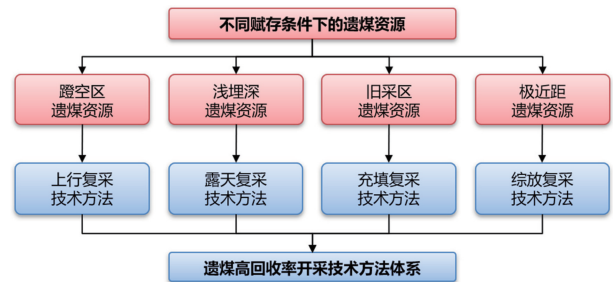 不同赋存条件下的遗煤资源
蹬空区
遗煤资源
浅埋深
遗煤资源
旧采区
遗煤资源
极近距
遗煤资源
上行复采
技术方法
露天复采
技术方法
充填复采
技术方法
综放复采
技术方法
遗煤高回收率开采技术方法体系